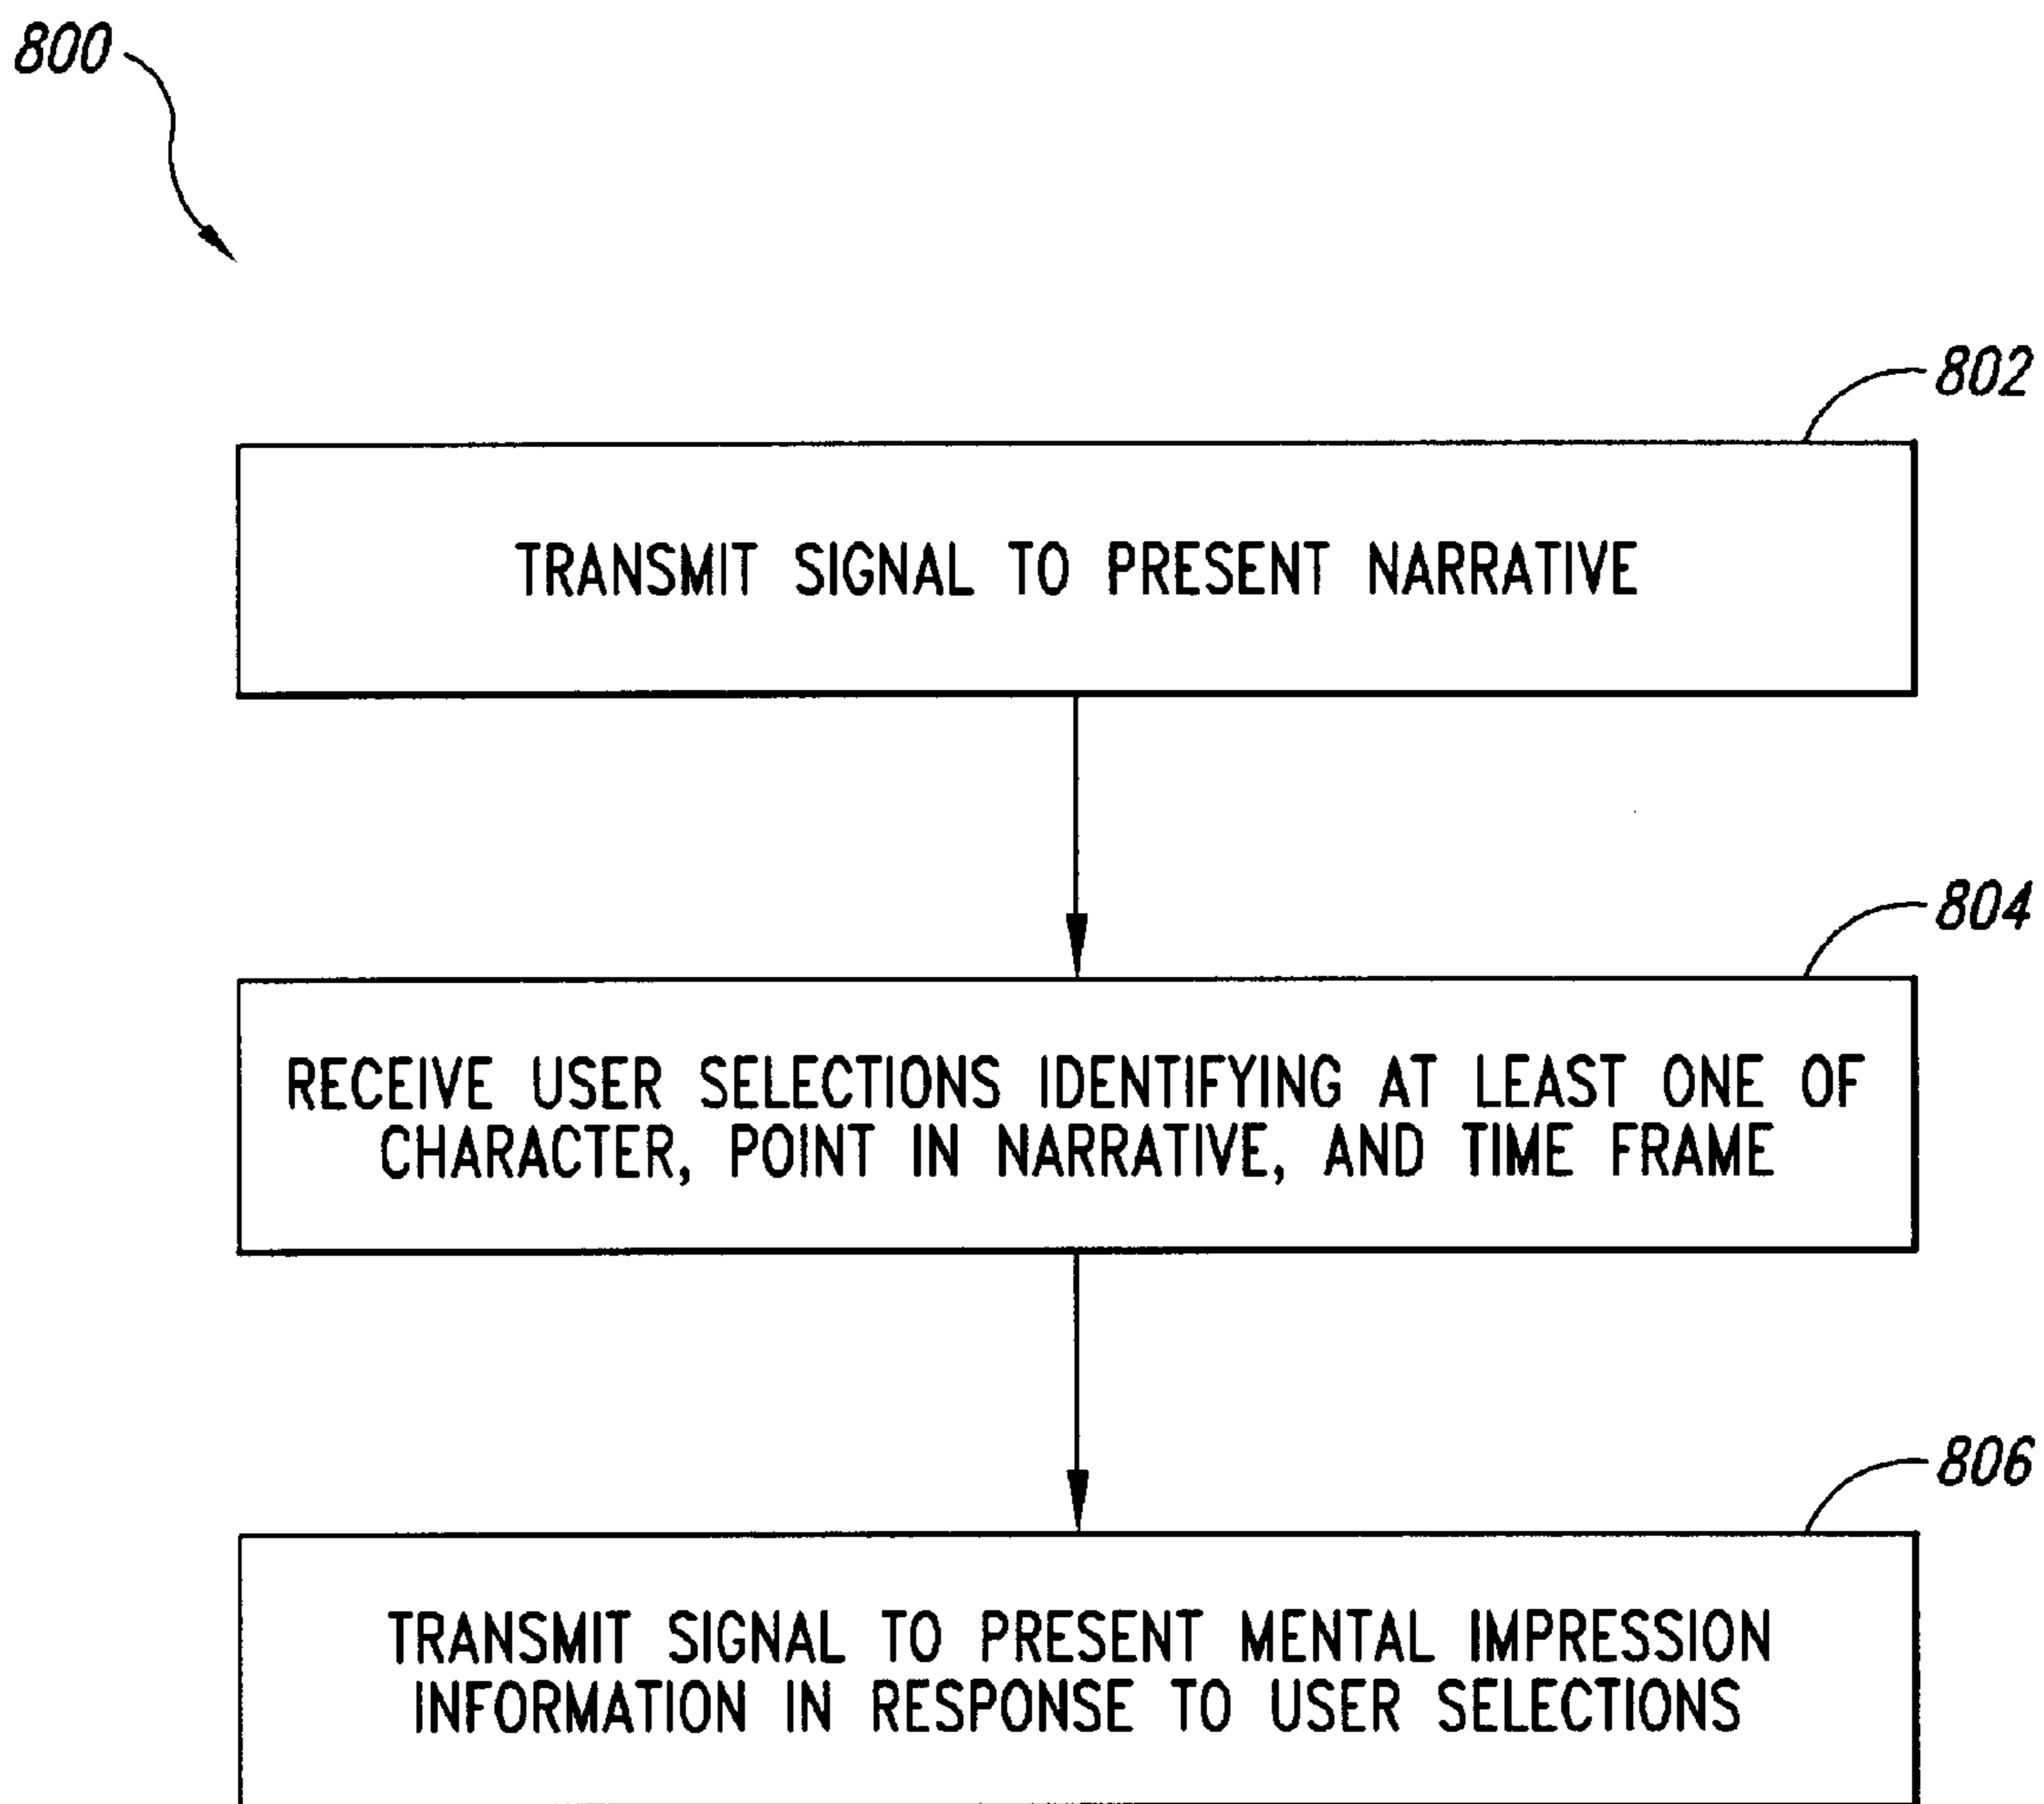 800
802
TRANSMIT SIGNAL TO PRESENT NARRATIVE
804
RECEIVE USER SELECTIONS IDENTIFYING AT LEAST ONE OF
CHARACTER, POINT IN NARRATIVE, AND TIME FRAME
806
TRANSMIT SIGNAL TO PRESENT MENTAL IMPRESSION
INFORMATION IN RESPONSE TO USER SELECTIONS